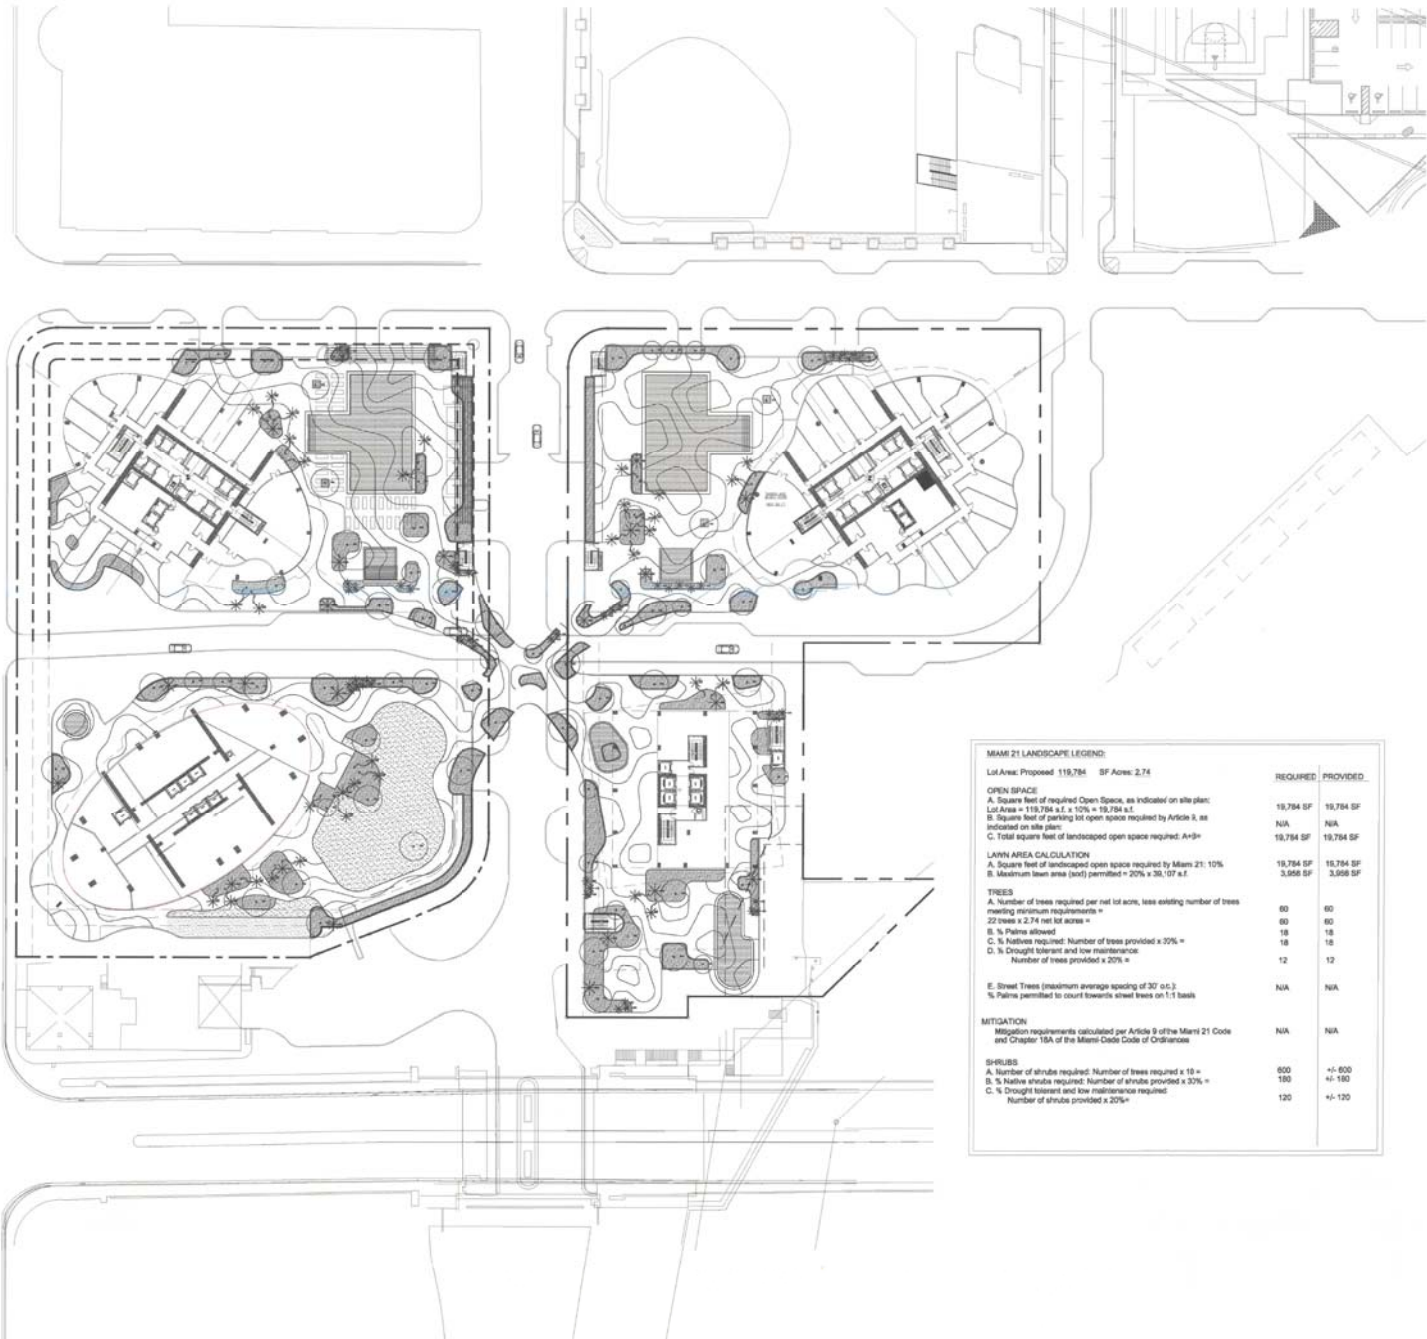 MIAMI 21 LANDSCAPE LEGEND:
Lot Area: Proposed 119,784 SF Acres: 2.74
REQUIRED PROVIDED
OPEN SPACE
A. Square feet of required Open Space, as indicated on site plan:
Lot Area = 119,784 s.f. x 10% = 19,784 s.f. 19,784 SF 19,784 SF
B. Square feet of parking lot open space required by Article 9, as
indicated on site plan: N/A N/A
C. Total square feet of landscaped open space required: A+B= 19,784 SF 19,784 SF
LAWN AREA CALCULATION
A. Square feet of landscaped open space required by Miami 21: 10% 19,784 SF 19,784 SF
B. Maximum lawn area (sod) permitted = 20% x 39,107 s.f. 3,958 SF 3,958 SF
TREES
A. Number of trees required per net lot acre, less existing number of trees
meeting minimum requirements = 60 60
22 trees x 2.74 net lot acres = 60 60
B. % Palms allowed 18 18
C. % Natives required: Number of trees provided x 30% = 18 18
D. % Drought tolerant and low maintenance:
Number of trees provided x 20% = 12 12
E. Street Trees (maximum average spacing of 30' o.c.): N/A N/A
% Palms permitted to count towards street trees on 1:1 basis
MITIGATION
Mitigation requirements calculated per Article 9 of the Miami 21 Code N/A N/A
and Chapter 18A of the Miami-Dade Code of Ordinances
SHRUBS
A. Number of shrubs required: Number of trees required x 10 = 600 +/- 600
B. % Native shrubs required: Number of shrubs provided x 30% = 180 +/- 180
C. % Drought tolerant and low maintenance required
Number of shrubs provided x 20%= 120 +/- 120